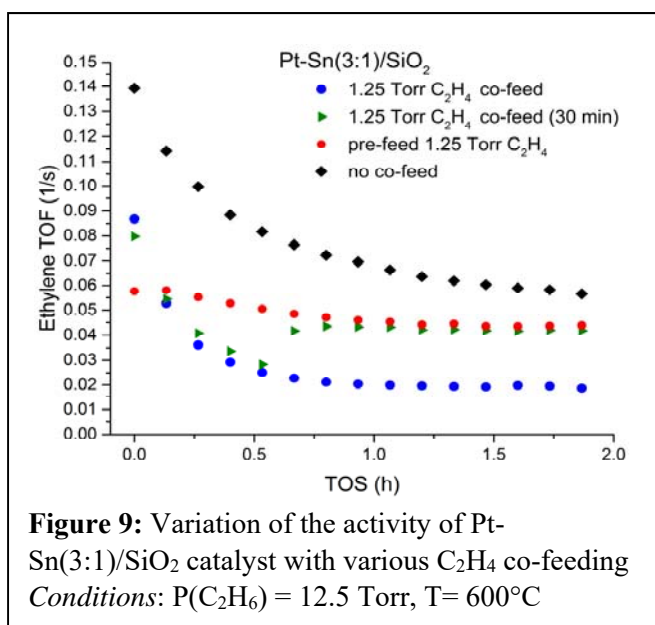 Pt-Sn(3:1)/SiO₂
1.25 Torr C₂H₄ co-feed
1.25 Torr C₂H₄ co-feed (30 min)
pre-feed 1.25 Torr C₂H₄
no co-feed
Ethylene TOF (1/s)
0.15
0.14
0.13
0.12
0.11
0.10
0.09
0.08
0.07
0.06
0.05
0.04
0.03
0.02
0.01
0.00
0.0 0.5 1.0 1.5 2.0
TOS (h)
Figure 9: Variation of the activity of Pt-
Sn(3:1)/SiO₂ catalyst with various C₂H₄ co-feeding
Conditions: P(C₂H₆) = 12.5 Torr, T= 600°C